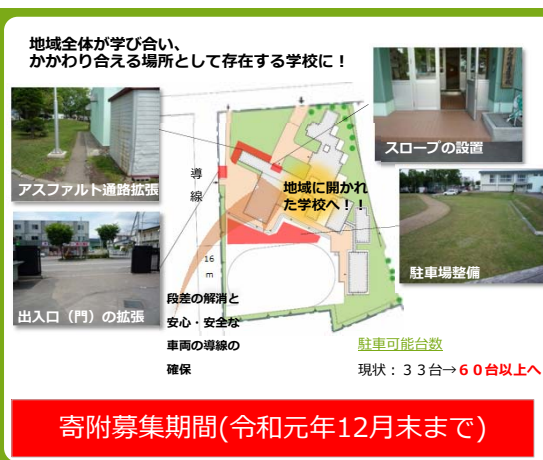 地域全体が学び合い、
かかわり合える場所として存在する学校に！
アスファルト通路拡張
スロープの設置
導
線
地域に開かれ
た学校へ！！
16
m
出入口（門）の拡張
駐車場整備
段差の解消と
安心・安全な
車両の導線の
確保
駐車可能台数
現状：３３台→６０台以上へ
寄附募集期間(令和元年12月末まで)